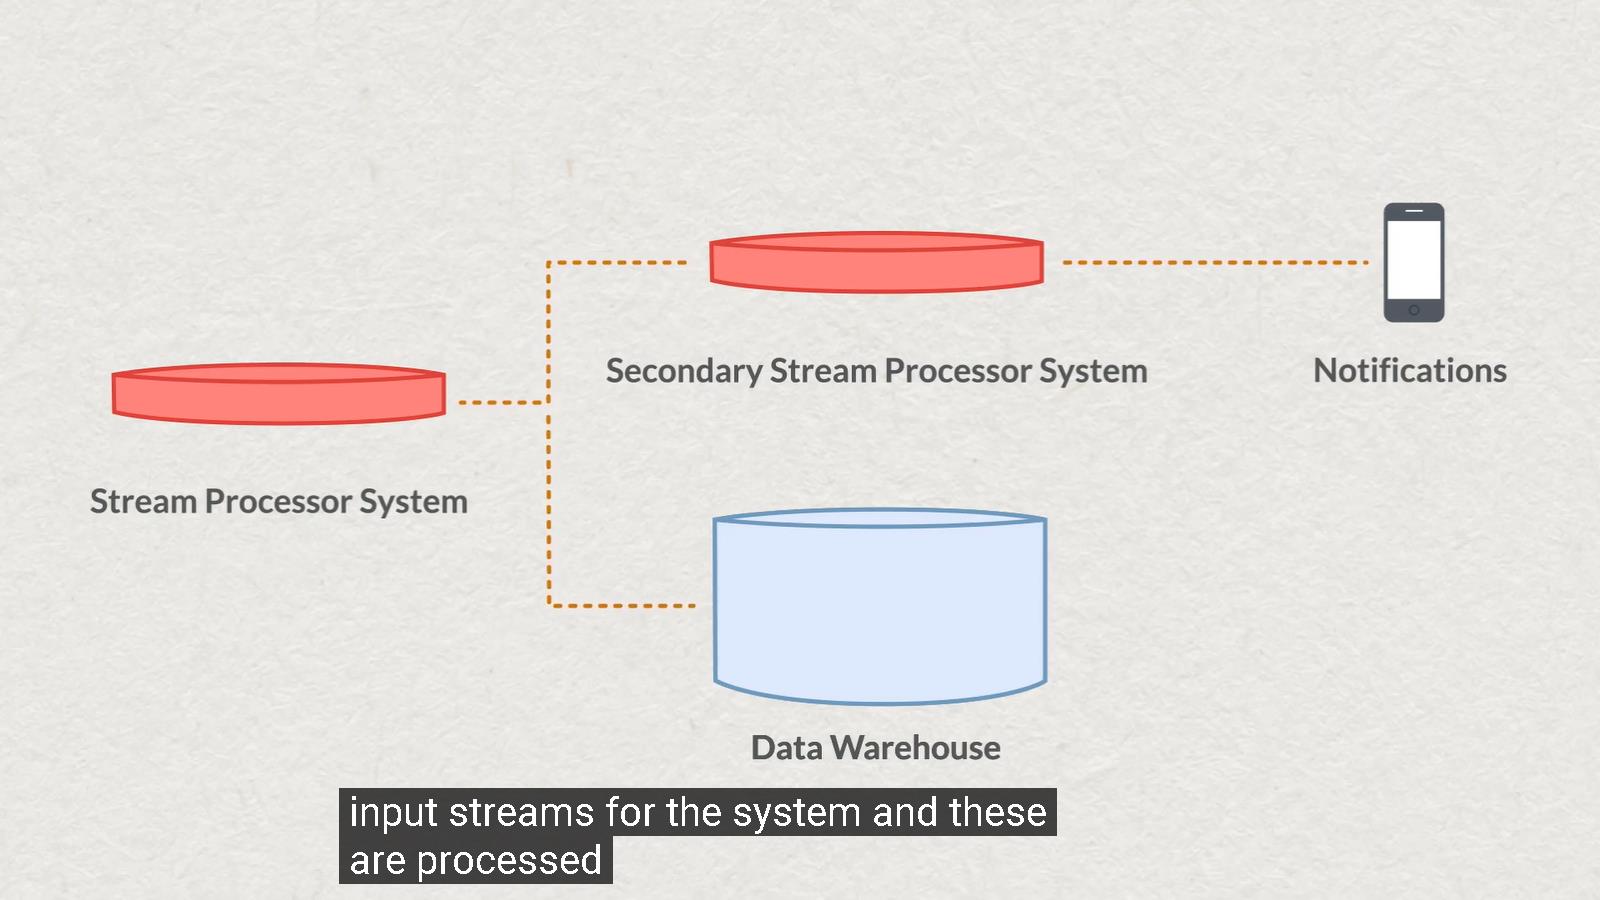 Secondary Stream Processor System
Notifications
Stream Processor System
Data Warehouse
input streams for the system and these
are processed